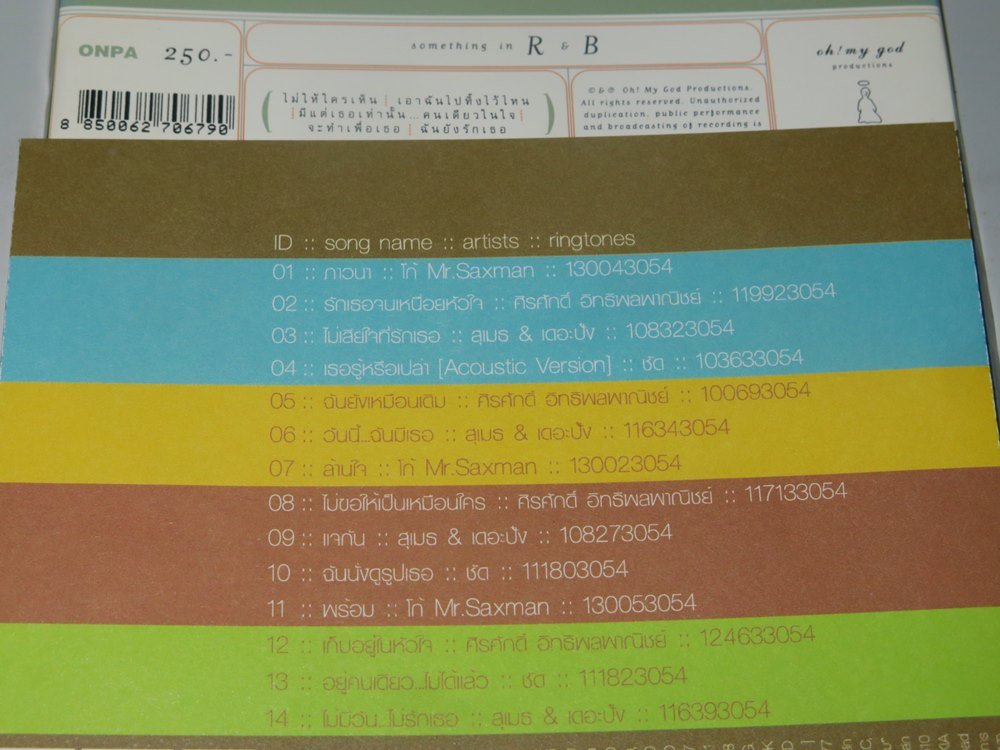 ONPA 250.-
something in R & B
oh! my god
productions
8 850062 706790
ไม่ให้ใครเห็น | เอาฉันไปทิ้งไว้ไหน
|มีแต่เธอเท่านั้น...คนเดียวในใจ|
จะทำเพื่อเธอ | ฉันยังรักเธอ
©&℗ Oh! My God Productions.
All rights reserved. Unauthorized
duplication, public performance
and broadcasting of recording is
ID :: song name :: artists :: ringtones
01 :: ภาวนา :: โก้ Mr.Saxman :: 130043054
02 :: รักเธอจนเหนื่อยหัวใจ :: ศิรศักดิ์ อิทธิพลพาณิชย์ :: 119923054
03 :: ไม่เสียใจที่รักเธอ :: สุเมธ & เดอะปั๋ง :: 108323054
04 :: เธอรู้หรือเปล่า [Acoustic Version] :: ชัด :: 103633054
05 :: ฉันยังเหมือนเดิม :: ศิรศักดิ์ อิทธิพลพาณิชย์ :: 100693054
06 :: วันนี้...ฉันมีเธอ :: สุเมธ & เดอะปั๋ง :: 116343054
07 :: ล้านใจ :: โก้ Mr.Saxman :: 130023054
08 :: ไม่ขอให้เป็นเหมือนใคร :: ศิรศักดิ์ อิทธิพลพาณิชย์ :: 117133054
09 :: แจกัน :: สุเมธ & เดอะปั๋ง :: 108273054
10 :: ฉันนั่งดูรูปเธอ :: ชัด :: 111803054
11 :: พร้อม :: โก้ Mr.Saxman :: 130053054
12 :: เก็บอยู่ในหัวใจ :: ศิรศักดิ์ อิทธิพลพาณิชย์ :: 124633054
13 :: อยู่คนเดียว...ไม่ได้แล้ว :: ชัด :: 111823054
14 :: ไม่มีวัน...ไม่รักเธอ :: สุเมธ & เดอะปั๋ง :: 116393054